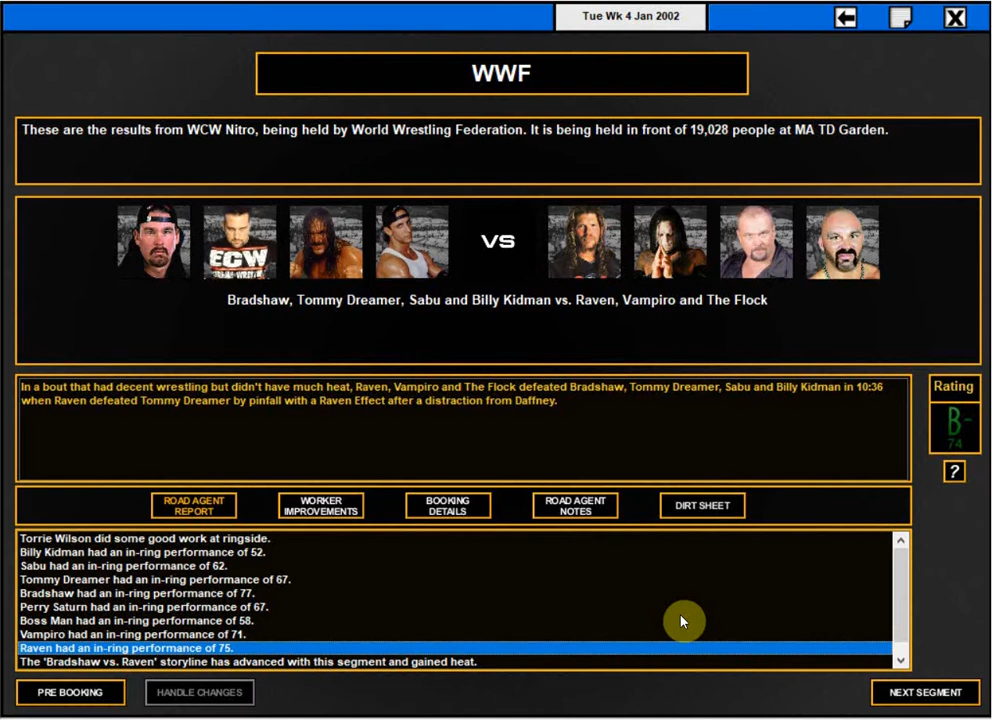 Tue Wk 4 Jan 2002
WWF
These are the results from WCW Nitro, being held by World Wrestling Federation. It is being held in front of 19,028 people at MA TD Garden.
ECW
VS
Bradshaw, Tommy Dreamer, Sabu and Billy Kidman vs. Raven, Vampiro and The Flock
In a bout that had decent wrestling but didn't have much heat, Raven, Vampiro and The Flock defeated Bradshaw, Tommy Dreamer, Sabu and Billy Kidman in 10:36
when Raven defeated Tommy Dreamer by pinfall with a Raven Effect after a distraction from Daffney.
Rating
B-
74
?
ROAD AGENT
REPORT
WORKER
IMPROVEMENTS
BOOKING
DETAILS
ROAD AGENT
NOTES
DIRT SHEET
Torrie Wilson did some good work at ringside.
Billy Kidman had an in-ring performance of 52.
Sabu had an in-ring performance of 62.
Tommy Dreamer had an in-ring performance of 67.
Bradshaw had an in-ring performance of 77.
Perry Saturn had an in-ring performance of 67.
Boss Man had an in-ring performance of 58.
Vampiro had an in-ring performance of 71.
Raven had an in-ring performance of 75.
The 'Bradshaw vs. Raven' storyline has advanced with this segment and gained heat.
PRE BOOKING
HANDLE CHANGES
NEXT SEGMENT